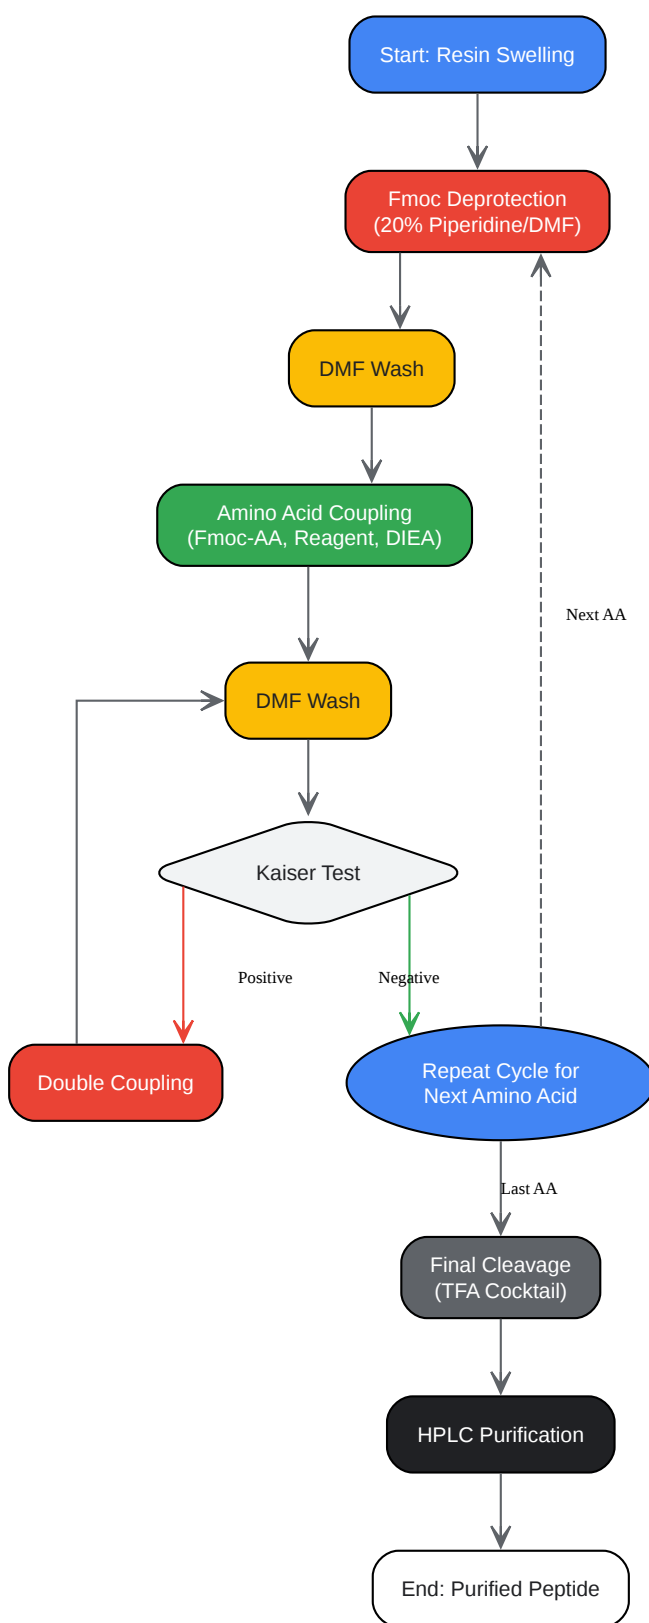 Start: Resin Swelling
Fmoc Deprotection
(20% Piperidine/DMF)
DMF Wash
Amino Acid Coupling
(Fmoc-AA, Reagent, DIEA)
Next AA
DMF Wash
Kaiser Test
Positive
Negative
Double Coupling
Repeat Cycle for
Next Amino Acid
Last AA
Final Cleavage
(TFA Cocktail)
HPLC Purification
End: Purified Peptide